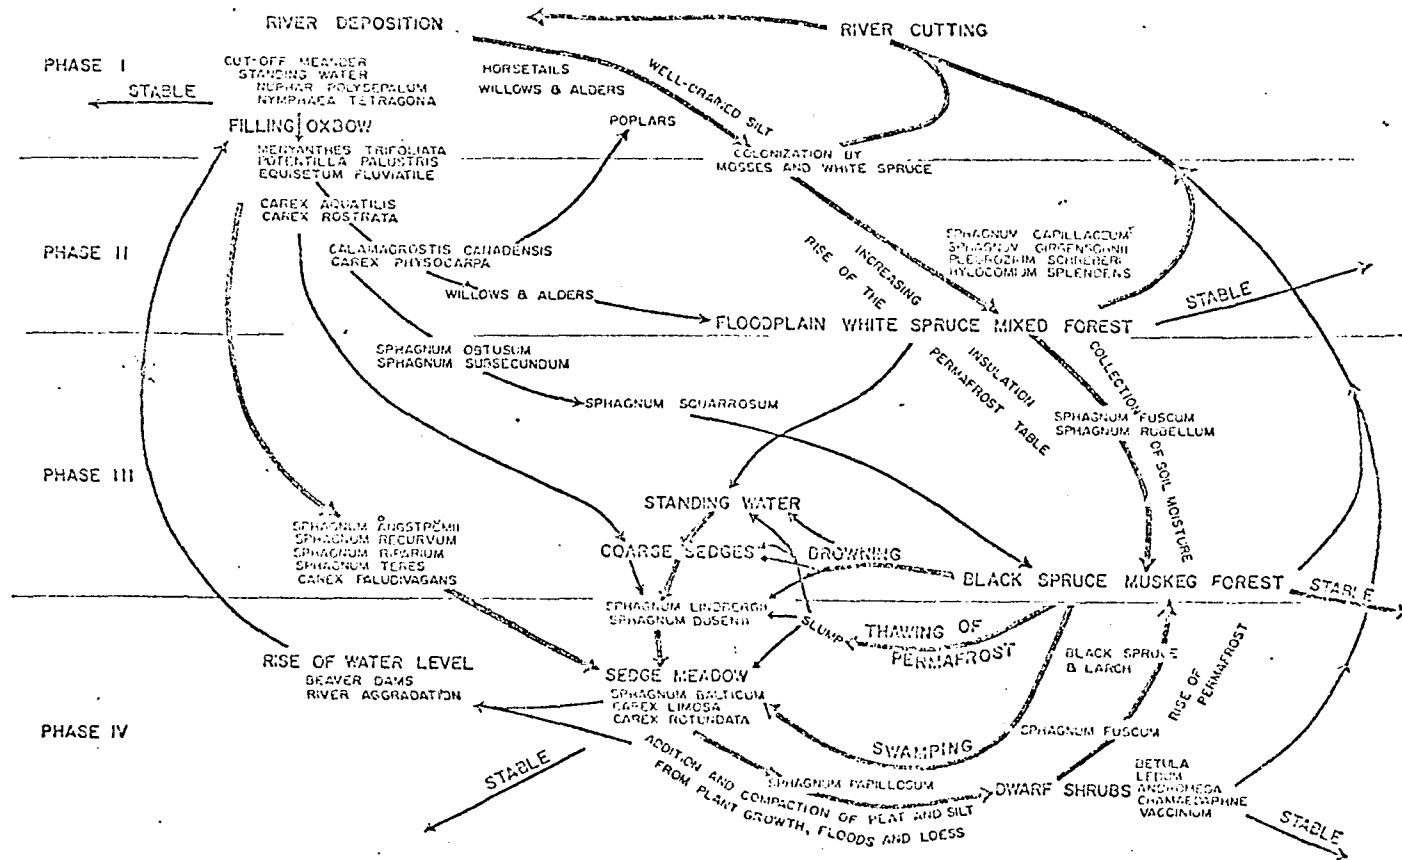 RIVER DEPOSITION
RIVER CUTTING
PHASE I
CUT-OFF MEANDER
STANDING WATER
NUPHAR POLYSEPALUM
NYMPHAEA TETRAGONA
STABLE
HORSETAILS
WILLOWS & ALDERS
WELL-DRAINED SILT
POPLARS
FILLING OXBOW
MENYANTHES TRIFOLIATA
POTENTILLA PALUSTRIS
EQUISETUM FLUVIATILE
COLONIZATION BY
MOSSES AND WHITE SPRUCE
CAREX AQUATILIS
CAREX ROSTRATA
PHASE II
CALAMAGROSTIS CANADENSIS
CAREX PHYSOCARPA
WILLOWS & ALDERS
INCREASING INSULATION
RISE OF THE PERMAFROST TABLE
SPHAGNUM CAPILLACEUM
SPHAGNUM GIRGENSOHNII
PLEUROZIUM SCHREBERI
HYLOCOMIUM SPLENDENS
STABLE
FLOODPLAIN WHITE SPRUCE MIXED FOREST
SPHAGNUM OBTUSUM
SPHAGNUM SUBSECUNDUM
SPHAGNUM SQUARROSUM
COLLECTION OF SOIL MOISTURE
SPHAGNUM FUSCUM
SPHAGNUM RUBELLUM
PHASE III
STANDING WATER
SPHAGNUM ÅNGSTRÖMII
SPHAGNUM RECURVUM
SPHAGNUM RIPARIUM
SPHAGNUM TERES
CAREX PALUDIVAGANS
COARSE SEDGES
DROWNING
BLACK SPRUCE MUSKEG FOREST
STABLE
SPHAGNUM LINDBERGII
SPHAGNUM DUSENII
SLUMP
THAWING OF
PERMAFROST
BLACK SPRUCE
& LARCH
RISE OF
PERMAFROST
RISE OF WATER LEVEL
BEAVER DAMS
RIVER AGGRADATION
SEDGE MEADOW
SPHAGNUM BALTICUM
CAREX LIMOSA
CAREX ROTUNDATA
PHASE IV
SWAMPING
SPHAGNUM FUSCUM
STABLE
ADDITION AND COMPACTION OF PEAT AND SILT
FROM PLANT GROWTH, FLOODS AND LOESS
SPHAGNUM PAPILLOSUM
DWARF SHRUBS
BETULA
LEDUM
ANDROMEDA
CHAMAEDAPHNE
VACCINIUM
STABLE